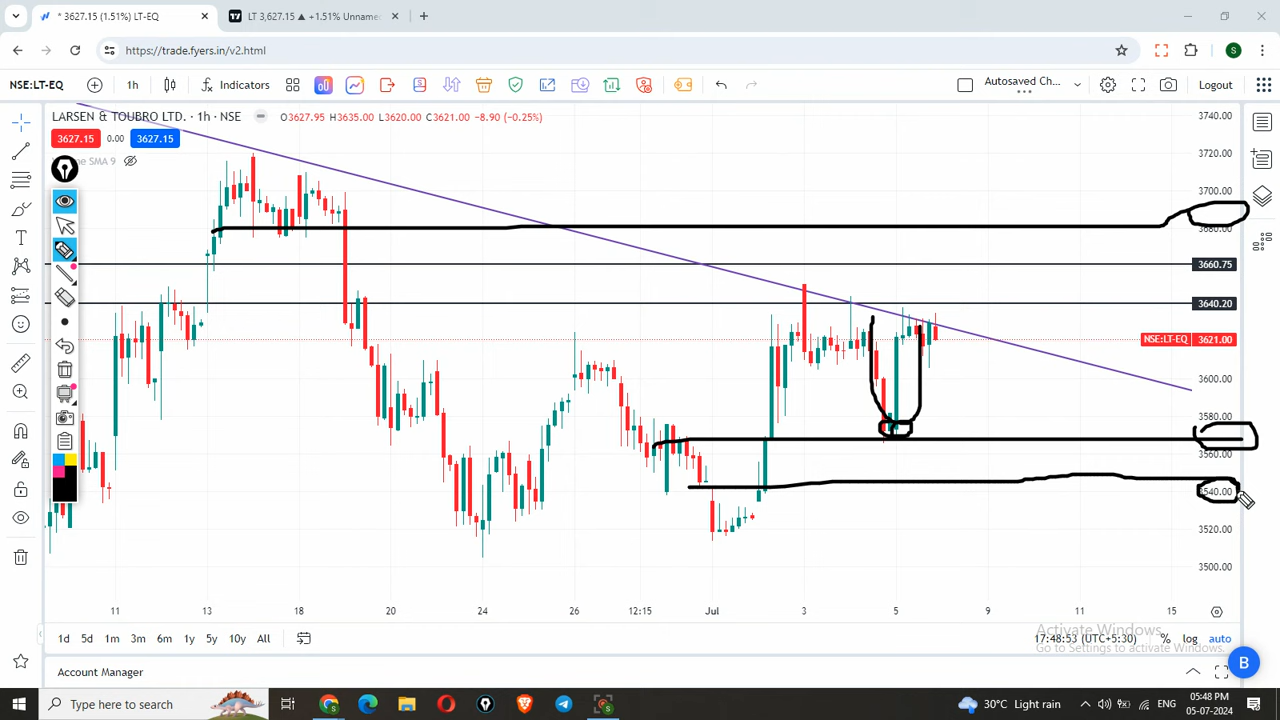 * 3627.15 (1.51%) LT-EQ
LT 3,627.15 ▲ +1.51% Unname
https://trade.fyers.in/v2.html
S
NSE:LT-EQ
1h
Indicators
Autosaved Ch...
Logout
LARSEN & TOUBRO LTD. · 1h · NSE
O3627.95 H3635.00 L3620.00 C3621.00 -8.90 (-0.25%)
3627.15 0.00 3627.15
SMA 9
3740.00
3720.00
3700.00
3680.00
3660.75
3640.20
NSE:LT-EQ 3621.00
3600.00
3580.00
3560.00
3540.00
3520.00
3500.00
11 13 18 20 24 26 12:15 Jul 3 5 9 11 15
Activate Windows
Go to Settings to activate Windows.
1d 5d 1m 3m 6m 1y 5y 10y All
17:48:53 (UTC+5:30) % log auto
Account Manager
B
Type here to search
30°C Light rain
ENG
05:48 PM
05-07-2024